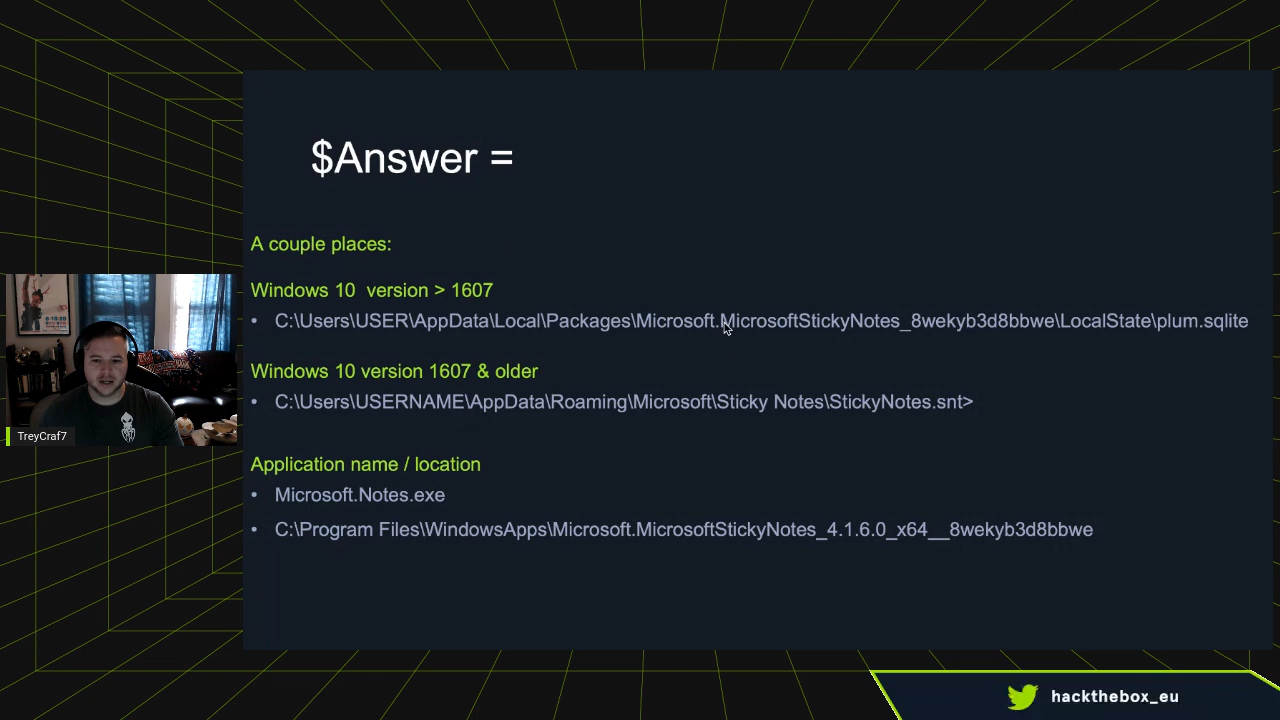 $Answer =
A couple places:
Windows 10  version > 1607
• C:\Users\USER\AppData\Local\Packages\Microsoft.MicrosoftStickyNotes_8wekyb3d8bbwe\LocalState\plum.sqlite
Windows 10 version 1607 & older
• C:\Users\USERNAME\AppData\Roaming\Microsoft\Sticky Notes\StickyNotes.snt>
Application name / location
• Microsoft.Notes.exe
• C:\Program Files\WindowsApps\Microsoft.MicrosoftStickyNotes_4.1.6.0_x64__8wekyb3d8bbwe
TreyCraf7
hackthebox_eu